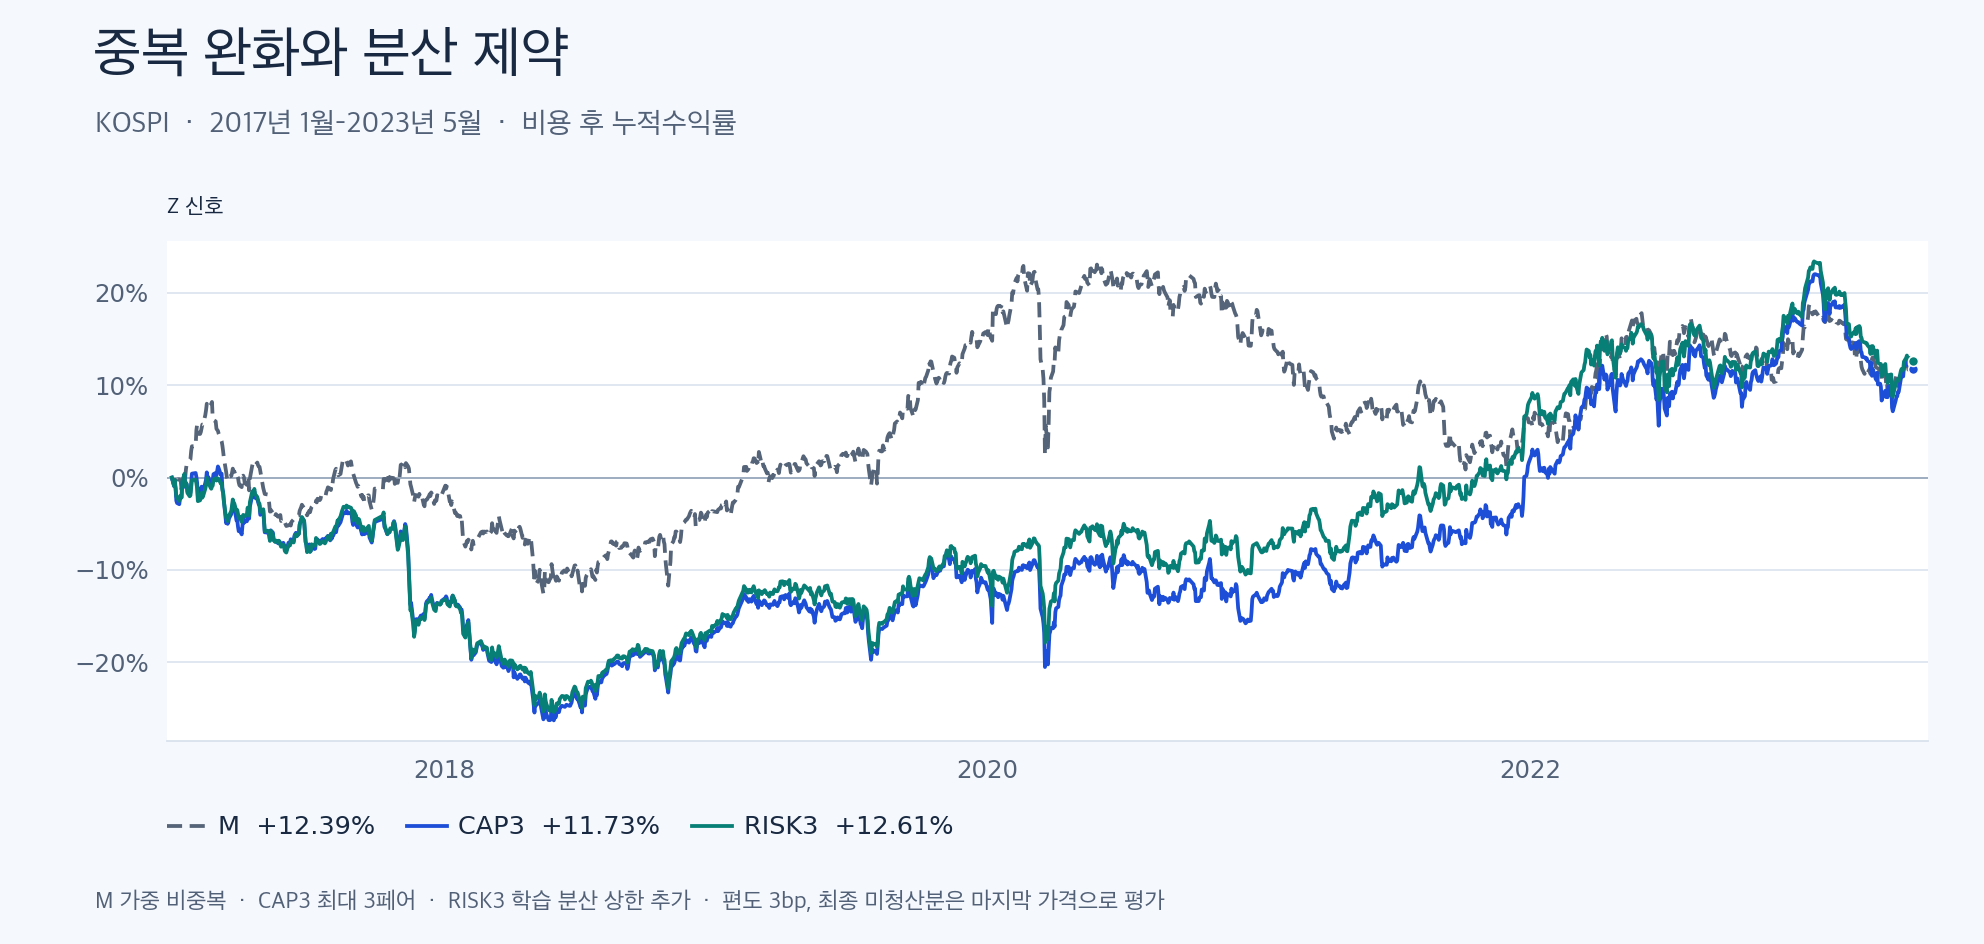 중복 완화와 분산 제약
KOSPI · 2017년 1월-2023년 5월 · 비용 후 누적수익률
Z 신호
20%
10%
0%
−10%
−20%
2018 2020 2022
M +12.39% CAP3 +11.73% RISK3 +12.61%
M 가중 비중복 · CAP3 최대 3페어 · RISK3 학습 분산 상한 추가 · 편도 3bp, 최종 미청산분은 마지막 가격으로 평가